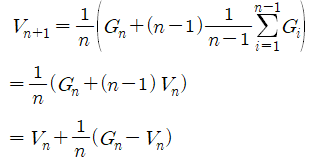 V_{n+1} = \frac{1}{n}\left(G_n + (n-1)\frac{1}{n-1}\sum_{i=1}^{n-1} G_i\right)
= \frac{1}{n}(G_n + (n-1) V_n)
= V_n + \frac{1}{n}(G_n - V_n)